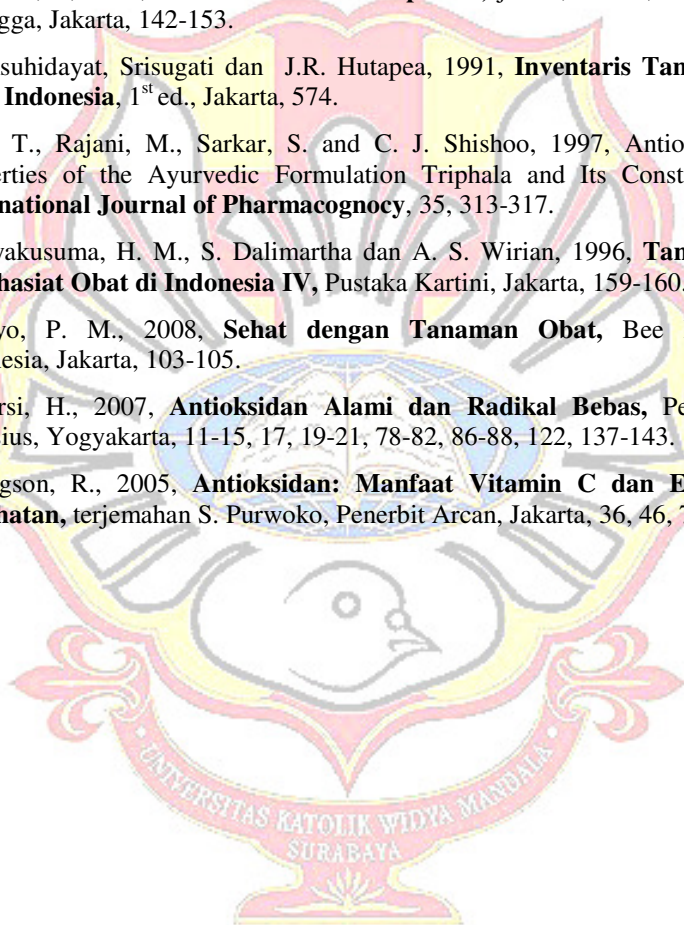 ngga, Jakarta, 142-153.
suhidayat, Srisugati dan J.R. Hutapea, 1991, Inventaris Tan
Indonesia, 1st ed., Jakarta, 574.
T., Rajani, M., Sarkar, S. and C. J. Shishoo, 1997, Antio
erties of the Ayurvedic Formulation Triphala and Its Const
national Journal of Pharmacognocy, 35, 313-317.
yakusuma, H. M., S. Dalimartha dan A. S. Wirian, 1996, Tan
hasiat Obat di Indonesia IV, Pustaka Kartini, Jakarta, 159-160.
yo, P. M., 2008, Sehat dengan Tanaman Obat, Bee
nesia, Jakarta, 103-105.
rsi, H., 2007, Antioksidan Alami dan Radikal Bebas, Pe
sius, Yogyakarta, 11-15, 17, 19-21, 78-82, 86-88, 122, 137-143.
gson, R., 2005, Antioksidan: Manfaat Vitamin C dan E
hatan, terjemahan S. Purwoko, Penerbit Arcan, Jakarta, 36, 46, 7
UNIVERSITAS KATOLIK WIDYA MANDALA
SURABAYA